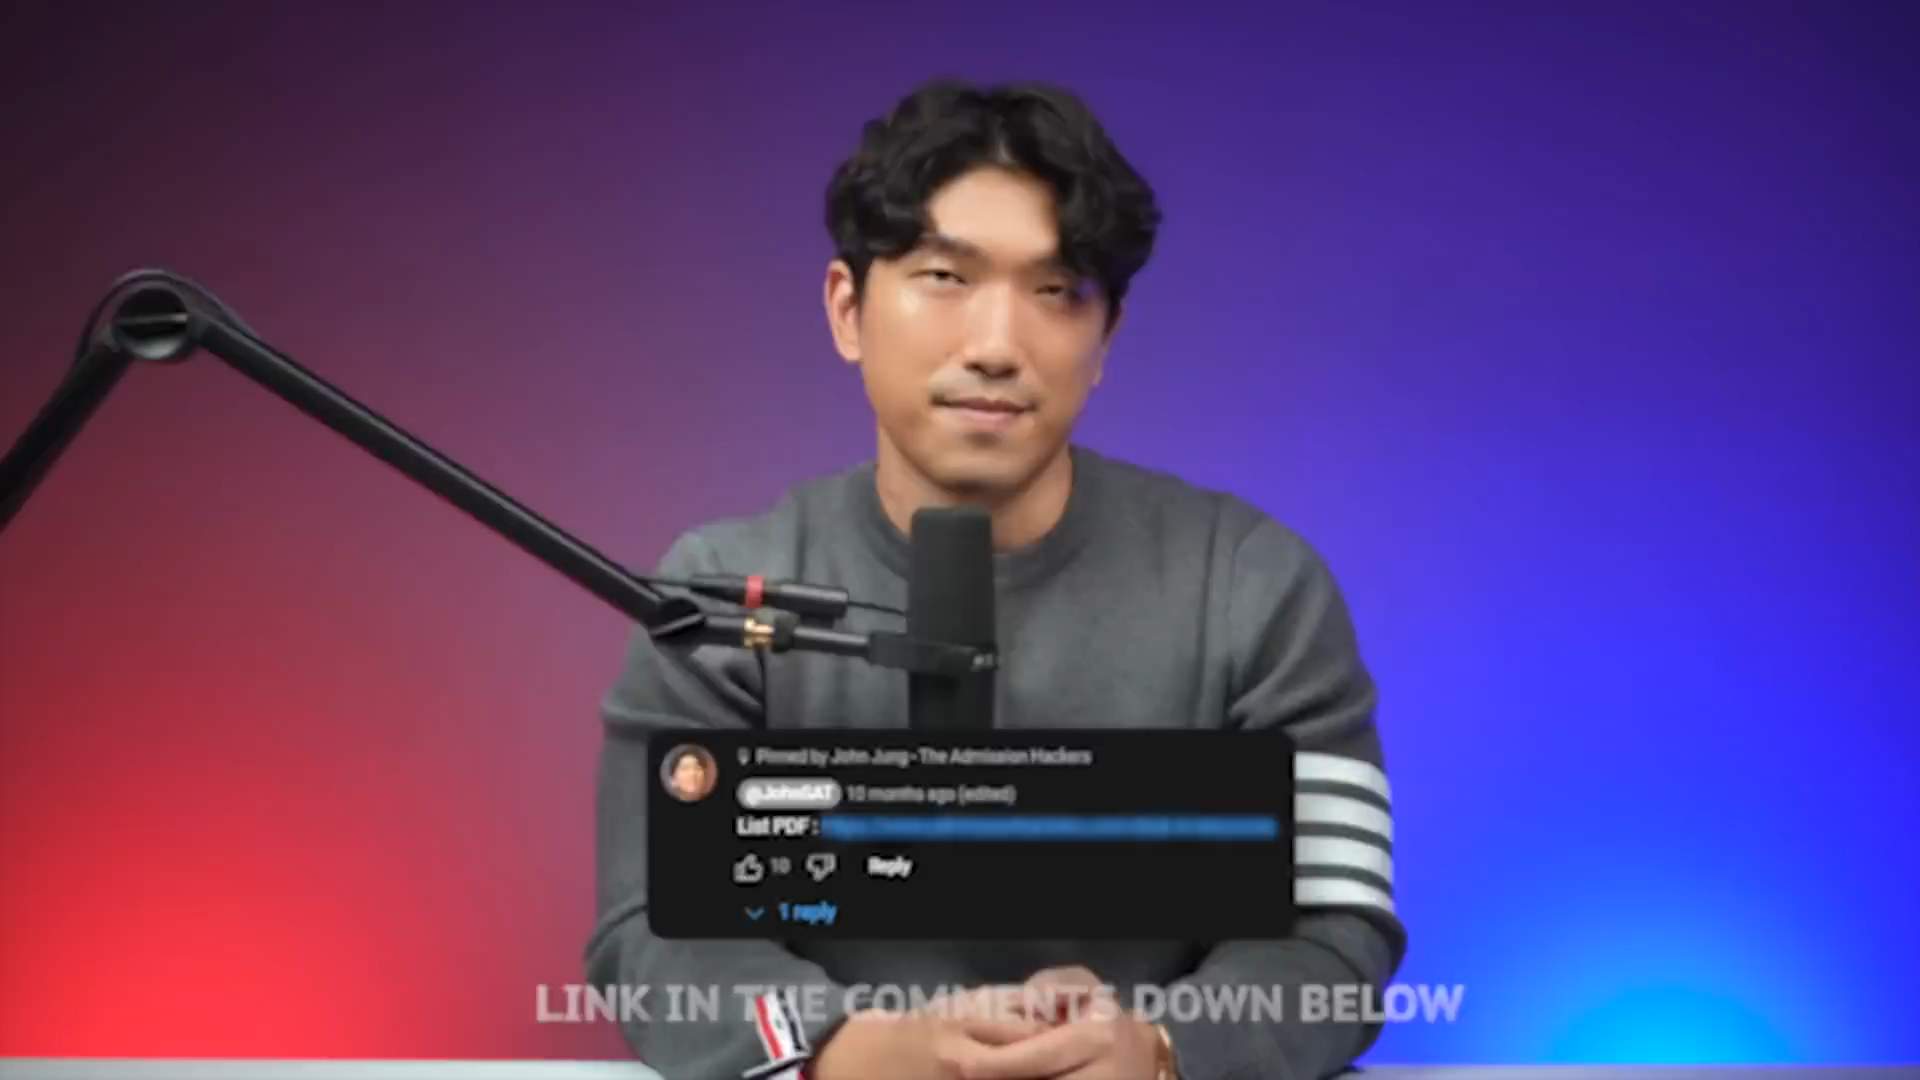 Pinned by John Jung - The Admission Hackers
@JohnSAT 10 months ago (edited)
List PDF :
10 Reply
1 reply
LINK IN THE COMMENTS DOWN BELOW